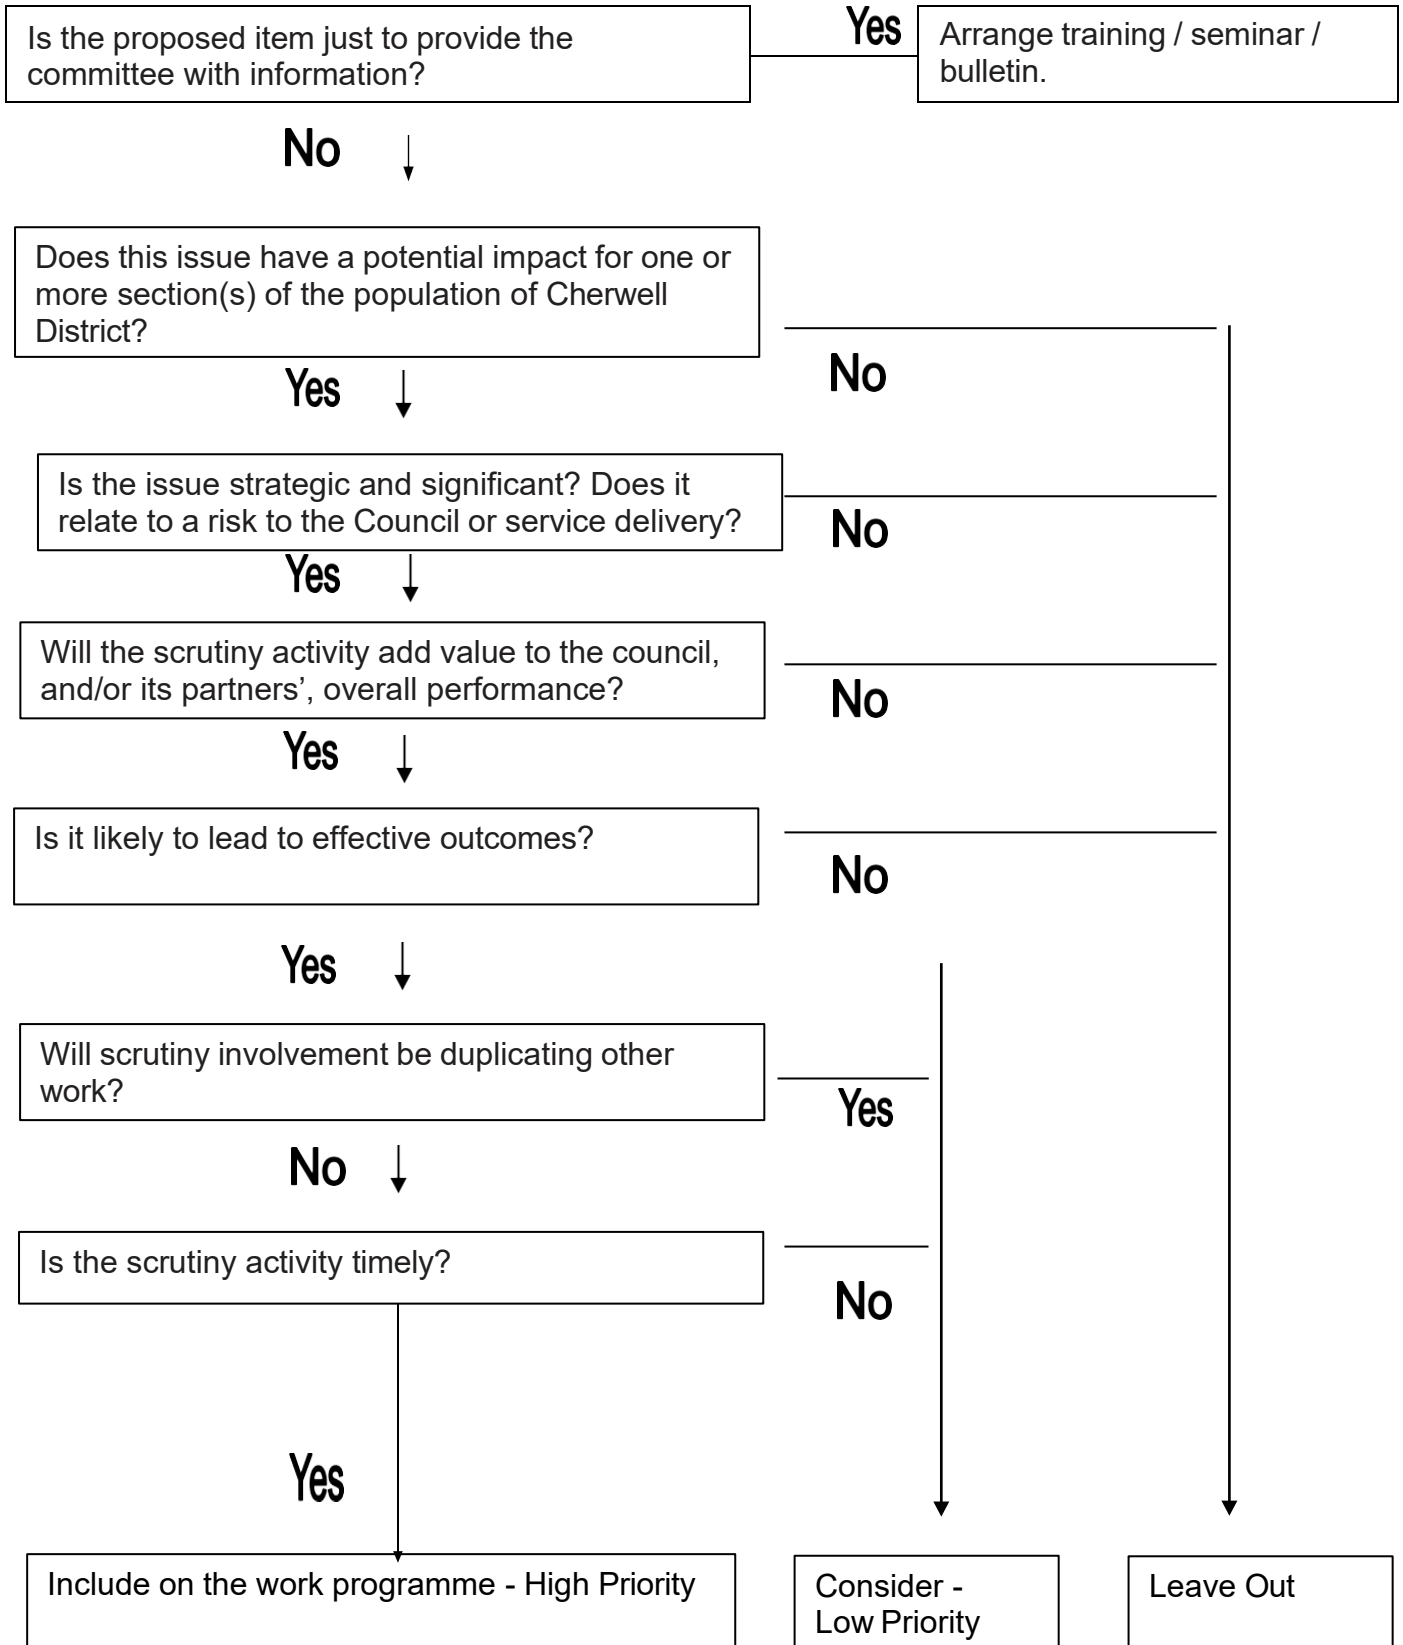 Is the proposed item just to provide the
committee with information?
Yes
Arrange training / seminar /
bulletin.
No
Does this issue have a potential impact for one or
more section(s) of the population of Cherwell
District?
No
Yes
Is the issue strategic and significant? Does it
relate to a risk to the Council or service delivery?
No
Yes
Will the scrutiny activity add value to the council,
and/or its partners’, overall performance?
No
Yes
Is it likely to lead to effective outcomes?
No
Yes
Will scrutiny involvement be duplicating other
work?
Yes
No
Is the scrutiny activity timely?
No
Yes
Include on the work programme - High Priority
Consider -
Low Priority
Leave Out